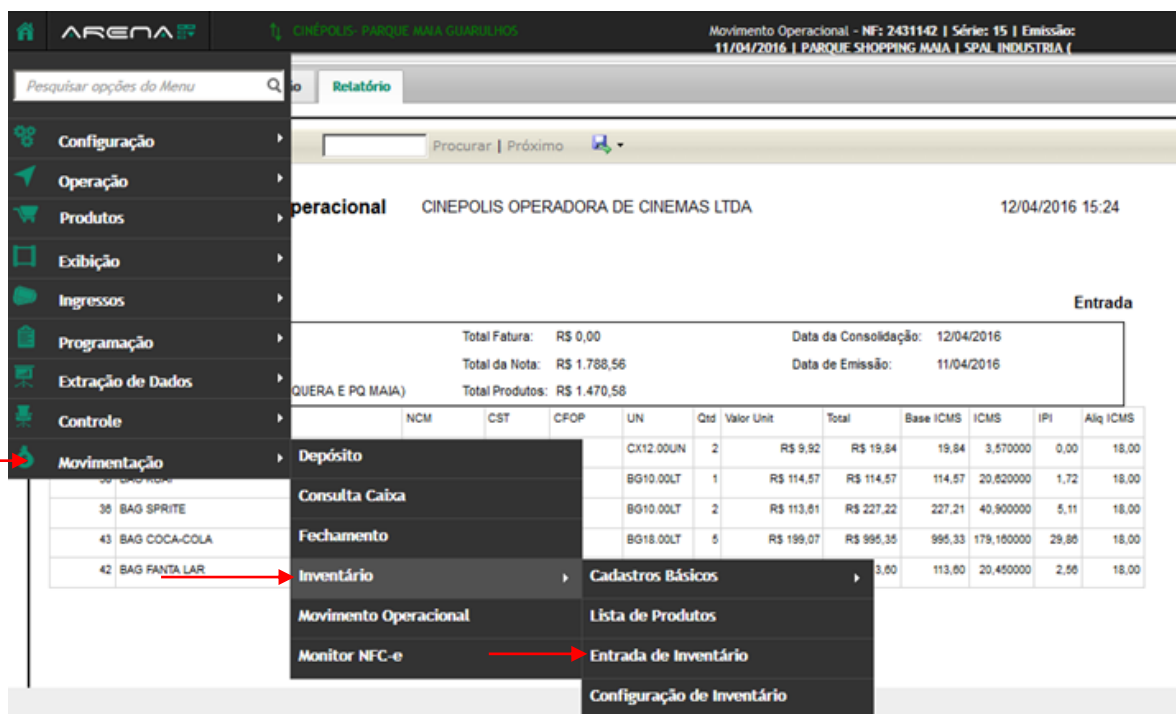 ARENA CINÉPOLIS- PARQUE MAIA GUARULHOS Movimento Operacional - NF: 2431142 | Série: 15 | Emissão:
11/04/2016 | PARQUE SHOPPING MAIA | SPAL INDUSTRIA (
Pesquisar opções do Menu
Relatório
Configuração
Procurar | Próximo
Operação
peracional CINEPOLIS OPERADORA DE CINEMAS LTDA 12/04/2016 15:24
Produtos
Exibição
Ingressos
Entrada
Programação
Total Fatura: R$ 0,00 Data da Consolidação: 12/04/2016
Total da Nota: R$ 1.788,56 Data de Emissão: 11/04/2016
Extração de Dados
QUERA E PQ MAIA) Total Produtos: R$ 1.470,58
Controle
NCM CST CFOP UN Qtd Valor Unit Total Base ICMS ICMS IPI Aliq ICMS
Movimentação
CX12.00UN 2 R$ 9,92 R$ 19,84 19,84 3,570000 0,00 18,00
BG10.00LT 1 R$ 114,57 R$ 114,57 114,57 20,620000 1,72 18,00
36 BAG SPRITE BG10.00LT 2 R$ 113,61 R$ 227,22 227,21 40,900000 5,11 18,00
43 BAG COCA-COLA BG18.00LT 5 R$ 199,07 R$ 995,35 995,33 179,160000 29,86 18,00
42 BAG FANTA LAR 3,60 113,60 20,450000 2,56 18,00
Depósito
Consulta Caixa
Fechamento
Inventário
Movimento Operacional
Monitor NFC-e
Cadastros Básicos
Lista de Produtos
Entrada de Inventário
Configuração de Inventário